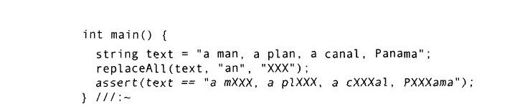 int main() {
string text = "a man, a plan, a canal, Panama";
replaceAll(text, "an", "XXX");
assert(text == "a mXXX, a plXXX, a cXXXal, PXXXama");
} ///:~